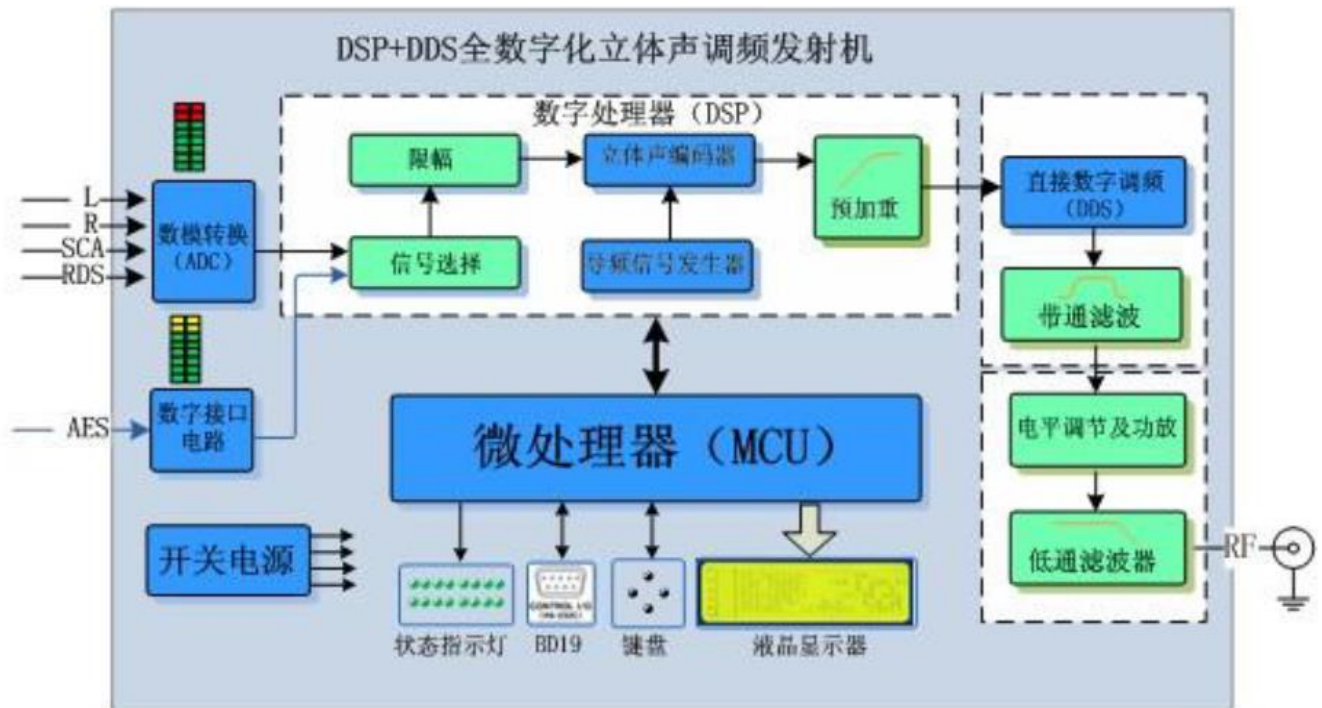 DSP+DDS全数字化立体声调频发射机
数字处理器（DSP）
限幅
立体声编码器
预加重
直接数字调频
（DDS）
L
R
SCA
RDS
数模转换
（ADC）
信号选择
导频信号发生器
带通滤波
AES
数字接口
电路
微处理器（MCU）
电平调节及功放
开关电源
低通滤波器
RF
CONTROL I/O
状态指示灯
BD19
键盘
液晶显示器